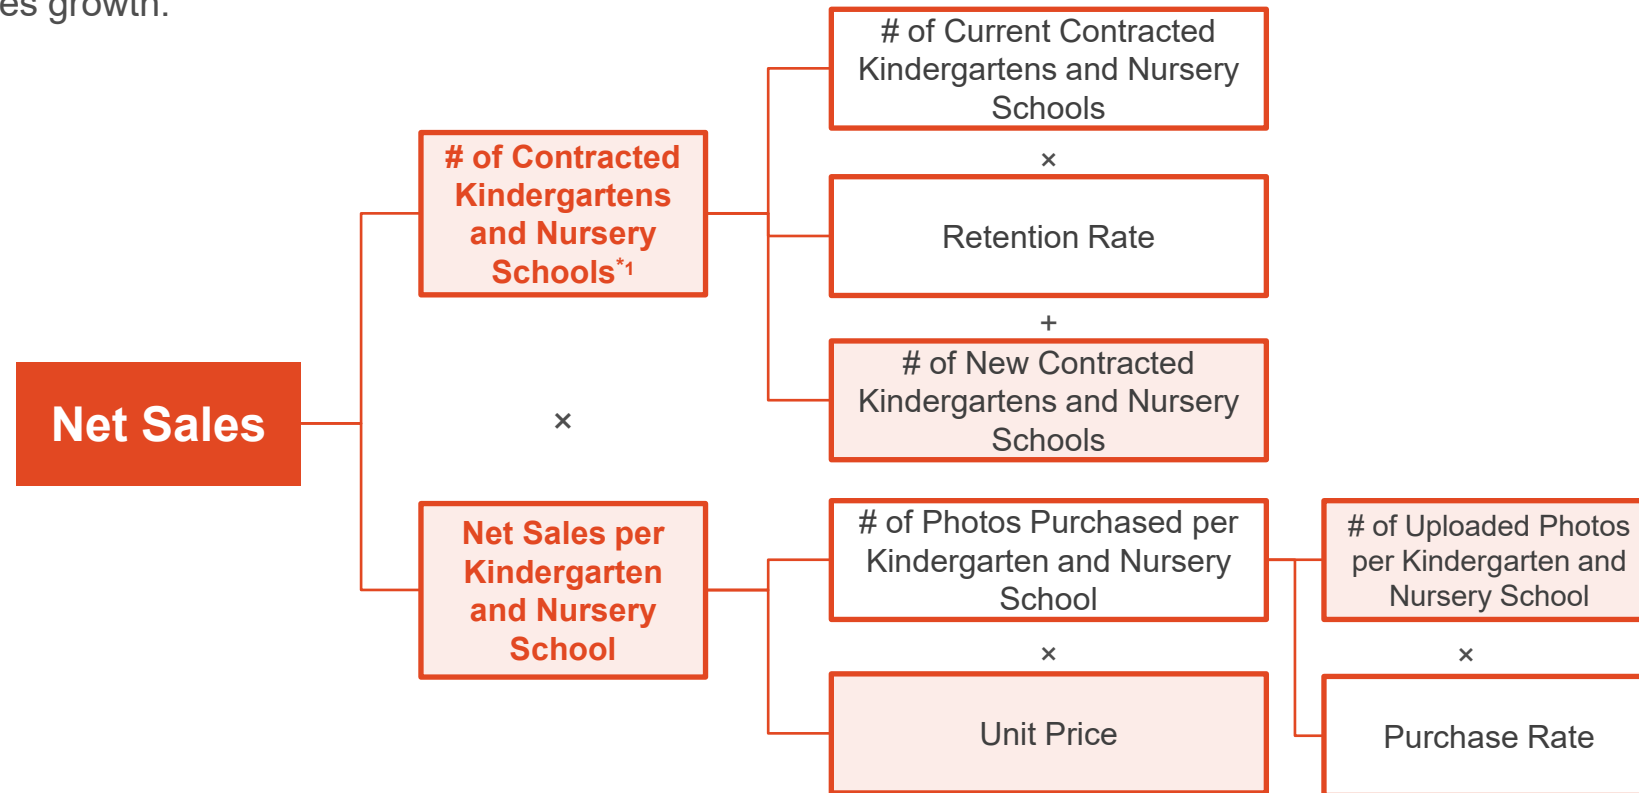 es growth.
# of Current Contracted
Kindergartens and Nursery
Schools
×
# of Contracted
Kindergartens
and Nursery
Schools*1
Retention Rate
+
# of New Contracted
Kindergartens and Nursery
Schools
Net Sales
×
Net Sales per
Kindergarten
and Nursery
School
# of Photos Purchased per
Kindergarten and Nursery
School
×
Unit Price
# of Uploaded Photos
per Kindergarten and
Nursery School
×
Purchase Rate